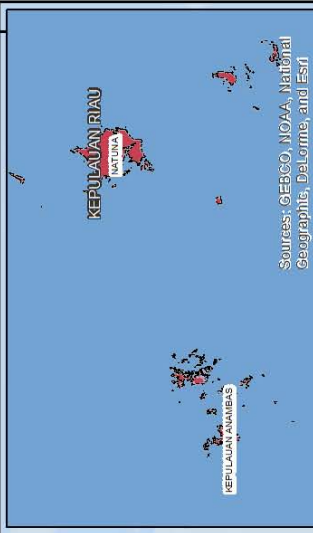 KEPULAUAN RIAU
NATUNA
KEPULAUAN ANAMBAS
Sources: GEBCO, NOAA, National
Geographic, DeLorme, and Esri